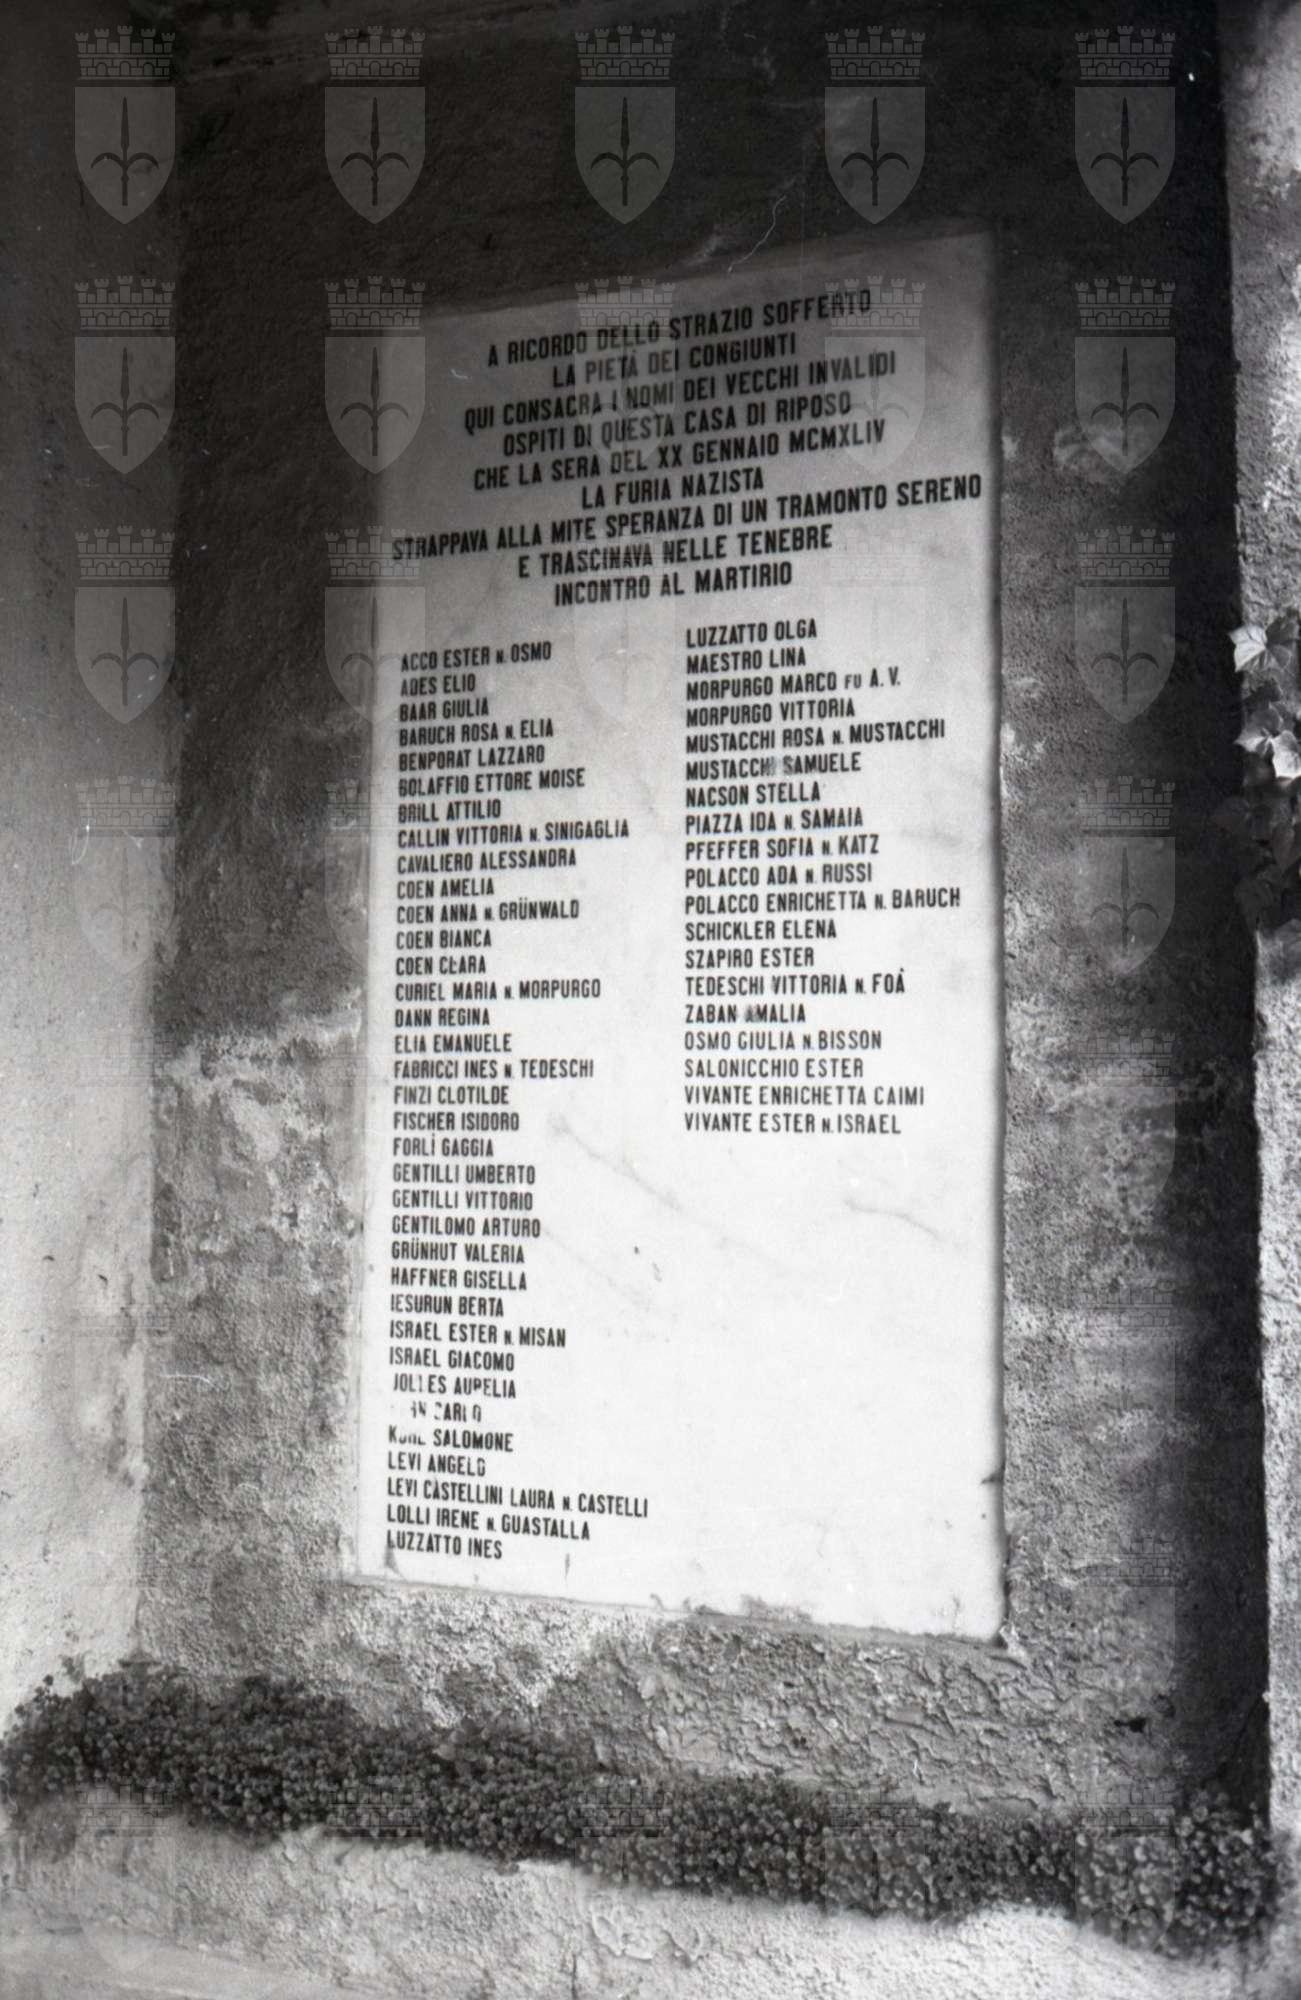 A RICORDO DELLO STRAZIO SOFFERTO
LA PIETÀ DEI CONGIUNTI
QUI CONSACRA I NOMI DEI VECCHI INVALIDI
OSPITI DI QUESTA CASA DI RIPOSO
CHE LA SERA DEL XX GENNAIO MCMXLIV
LA FURIA NAZISTA
STRAPPAVA ALLA MITE SPERANZA DI UN TRAMONTO SERENO
E TRASCINAVA NELLE TENEBRE
INCONTRO AL MARTIRIO
ACCO ESTER N. OSMO
ADES ELIO
BAAR GIULIA
BARUCH ROSA N. ELIA
BENPORAT LAZZARO
BOLAFFIO ETTORE MOISE
BRILL ATTILIO
CALLIN VITTORIA N. SINIGAGLIA
CAVALIERO ALESSANDRA
COEN AMELIA
COEN ANNA N. GRÜNWALD
COEN BIANCA
COEN CLARA
CURIEL MARIA N. MORPURGO
DANN REGINA
ELIA EMANUELE
FABRICCI INES N. TEDESCHI
FINZI CLOTILDE
FISCHER ISIDORO
FORLÌ GAGGIA
GENTILLI UMBERTO
GENTILLI VITTORIO
GENTILOMO ARTURO
GRÜNHUT VALERIA
HAFFNER GISELLA
IESURUN BERTA
ISRAEL ESTER N. MISAN
ISRAEL GIACOMO
JOLLES AURELIA
CARLO
SALOMONE
LEVI ANGELO
LEVI CASTELLINI LAURA N. CASTELLI
LOLLI IRENE N. GUASTALLA
LUZZATTO INES
LUZZATTO OLGA
MAESTRO LINA
MORPURGO MARCO FU A. V.
MORPURGO VITTORIA
MUSTACCHI ROSA N. MUSTACCHI
MUSTACCHI SAMUELE
NACSON STELLA
PIAZZA IDA N. SAMAIA
PFEFFER SOFIA N. KATZ
POLACCO ADA N. RUSSI
POLACCO ENRICHETTA N. BARUCH
SCHICKLER ELENA
SZAPIRO ESTER
TEDESCHI VITTORIA N. FOÀ
ZABAN AMALIA
OSMO GIULIA N. BISSON
SALONICCHIO ESTER
VIVANTE ENRICHETTA CAIMI
VIVANTE ESTER N. ISRAEL